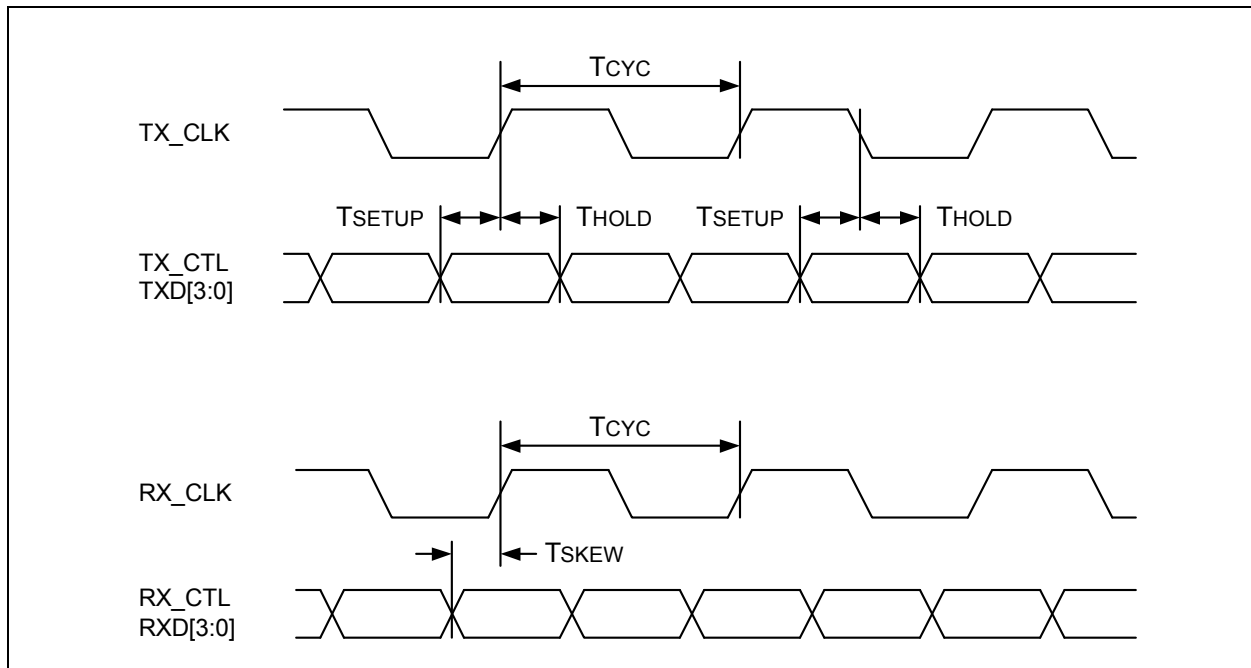 TCYC
TX_CLK
TSETUP THOLD TSETUP THOLD
TX_CTL
TXD[3:0]
TCYC
RX_CLK
TSKEW
RX_CTL
RXD[3:0]